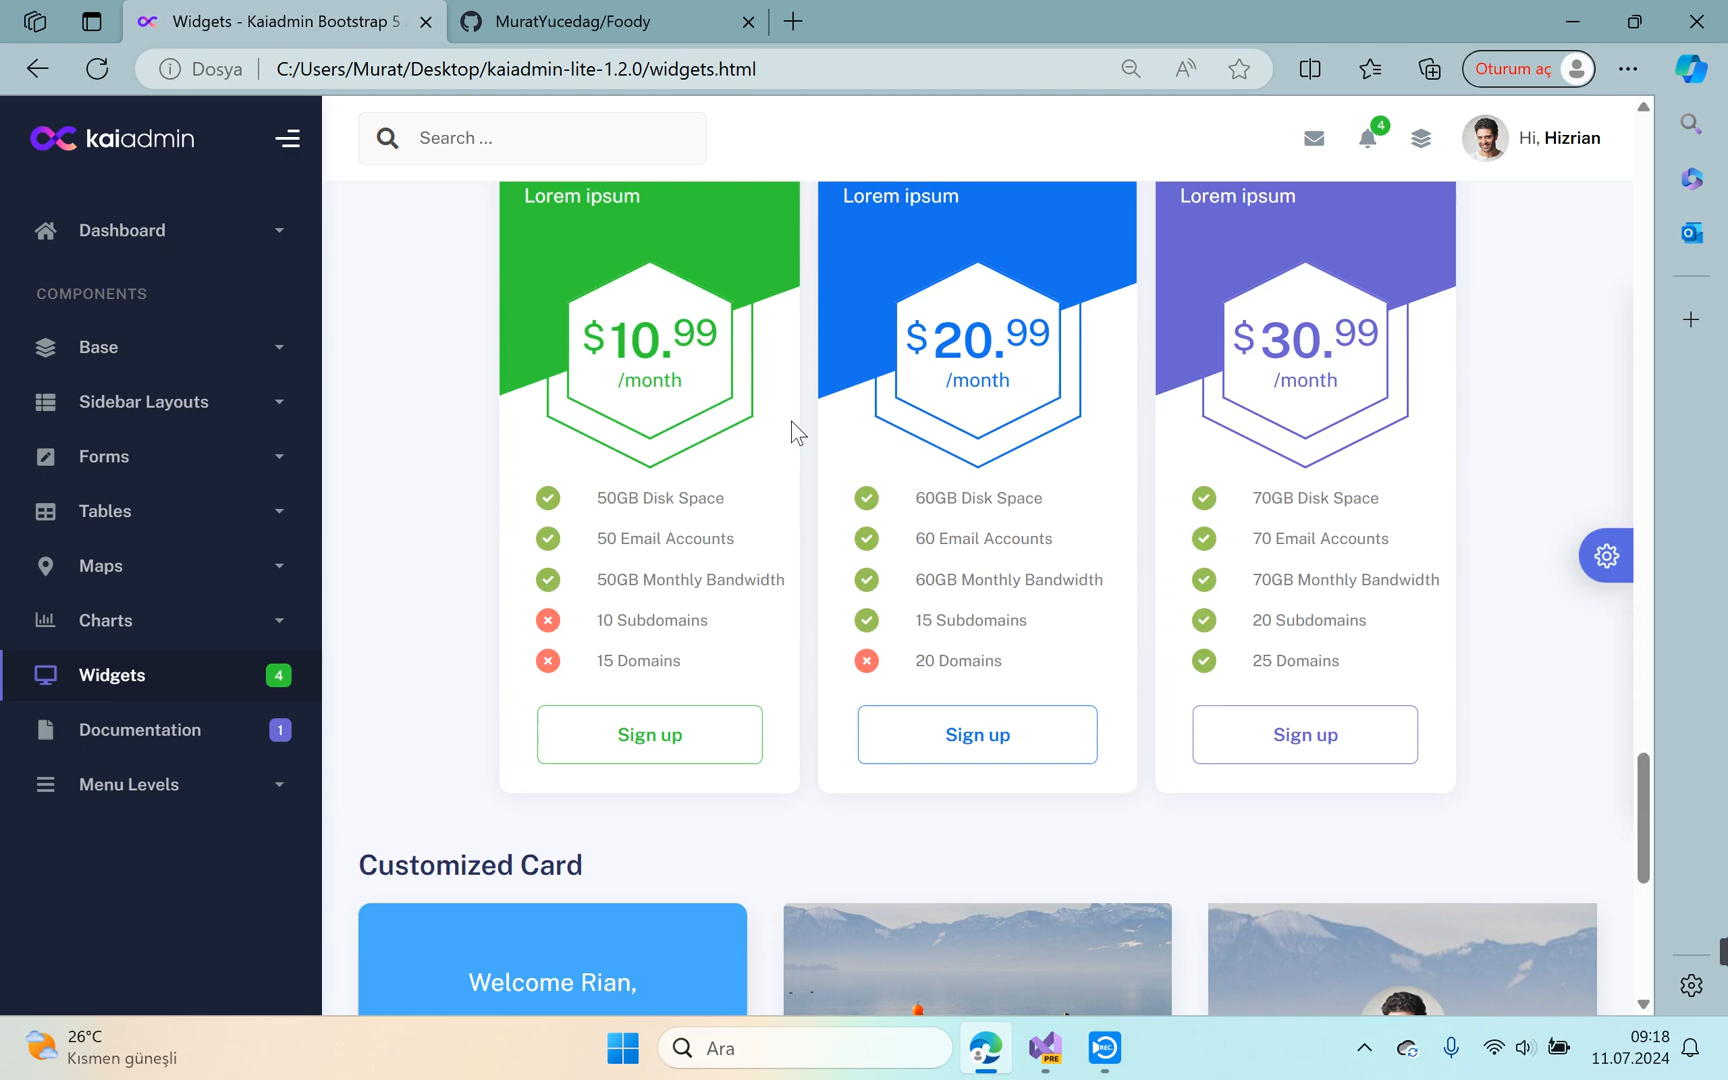 Widgets - Kaiadmin Bootstrap 5
MuratYucedag/Foody
Dosya
C:/Users/Murat/Desktop/kaiadmin-lite-1.2.0/widgets.html
Oturum aç
kaiadmin
Search ...
4
Hi, Hizrian
Dashboard
COMPONENTS
Base
Sidebar Layouts
Forms
Tables
Maps
Charts
Widgets 4
Documentation 1
Menu Levels
Lorem ipsum
$10.99
/month
50GB Disk Space
50 Email Accounts
50GB Monthly Bandwidth
10 Subdomains
15 Domains
Sign up
Lorem ipsum
$20.99
/month
60GB Disk Space
60 Email Accounts
60GB Monthly Bandwidth
15 Subdomains
20 Domains
Sign up
Lorem ipsum
$30.99
/month
70GB Disk Space
70 Email Accounts
70GB Monthly Bandwidth
20 Subdomains
25 Domains
Sign up
Customized Card
Welcome Rian,
26°C
Kısmen güneşli
Ara
PRE
REC
09:18
11.07.2024